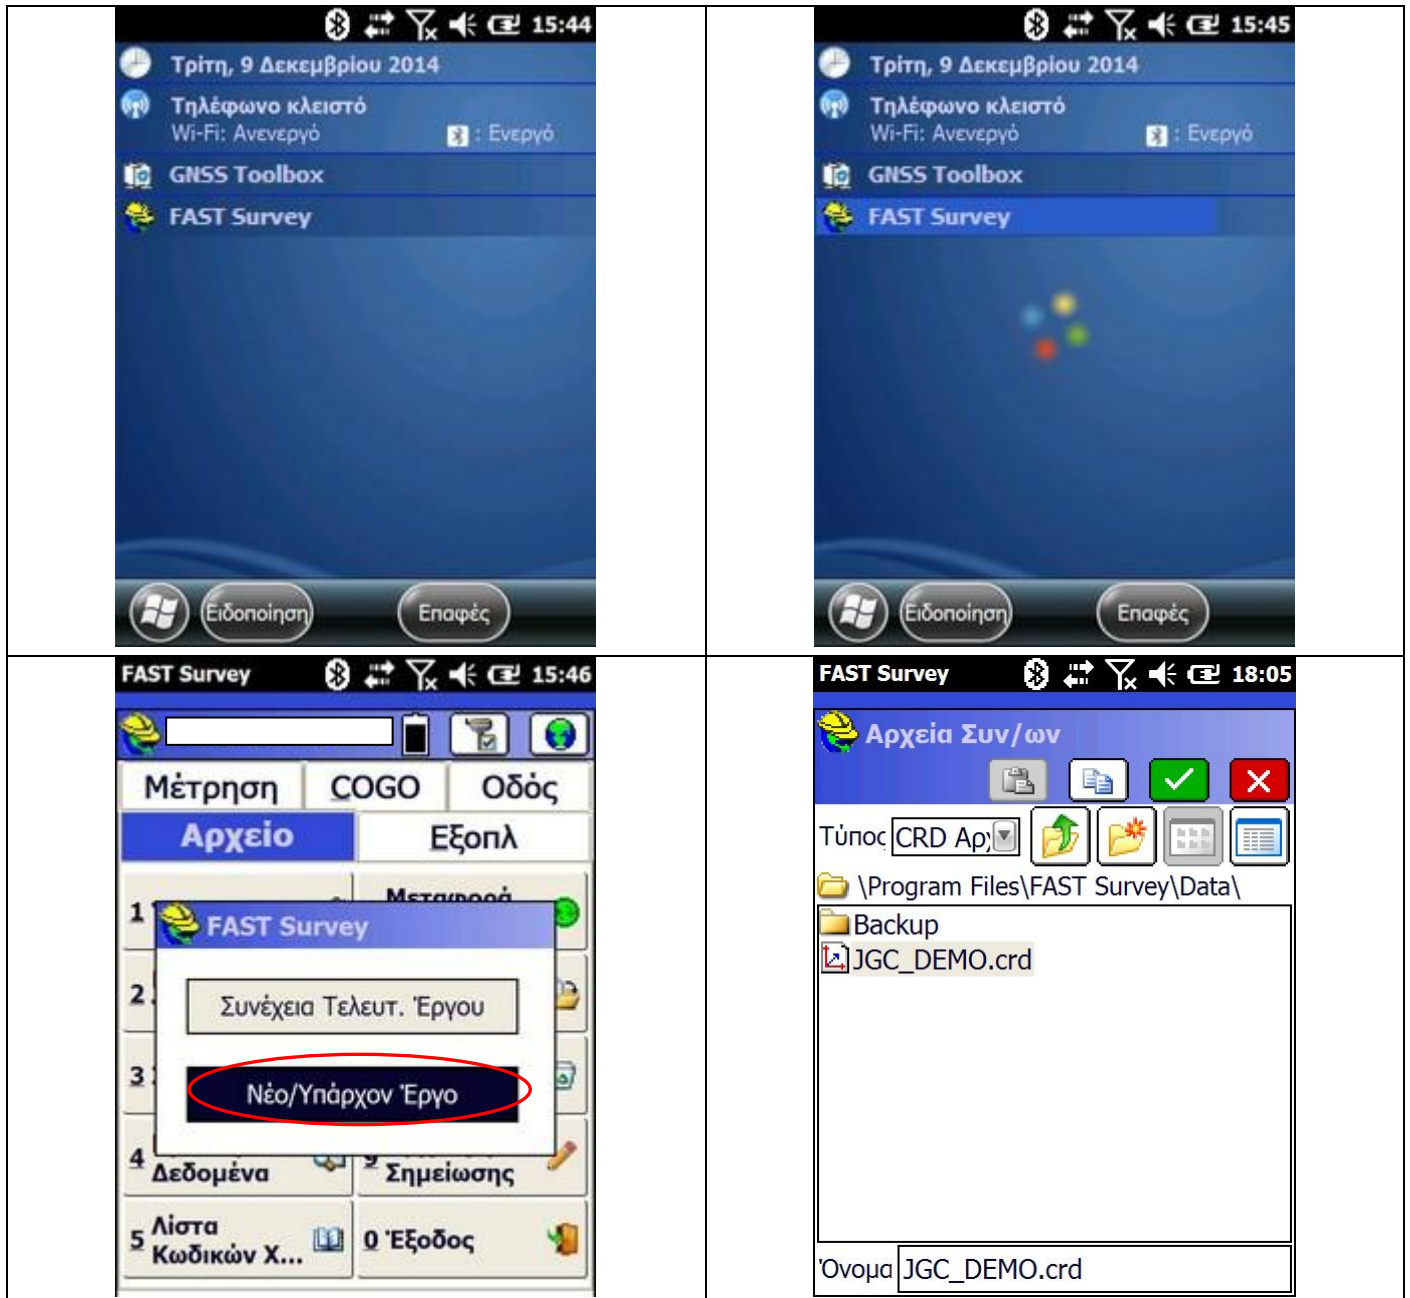 15:44
Τρίτη, 9 Δεκεμβρίου 2014
Τηλέφωνο κλειστό
Wi-Fi: Ανενεργό : Ενεργό
GNSS Toolbox
FAST Survey
Ειδοποίηση Επαφές
15:45
Τρίτη, 9 Δεκεμβρίου 2014
Τηλέφωνο κλειστό
Wi-Fi: Ανενεργό : Ενεργό
GNSS Toolbox
FAST Survey
Ειδοποίηση Επαφές
FAST Survey 15:46
Μέτρηση COGO Οδός
Αρχείο Εξοπλ
1 Μεταφορά
FAST Survey
2
Συνέχεια Τελευτ. Έργου
3
Νέο/Υπάρχον Έργο
4 Δεδομένα 9 Σημείωσης
5 Λίστα
Κωδικών Χ... 0 Έξοδος
FAST Survey 18:05
Αρχεία Συν/ων
Τύπος CRD Αρχ
\Program Files\FAST Survey\Data\
Backup
JGC_DEMO.crd
Όνομα JGC_DEMO.crd